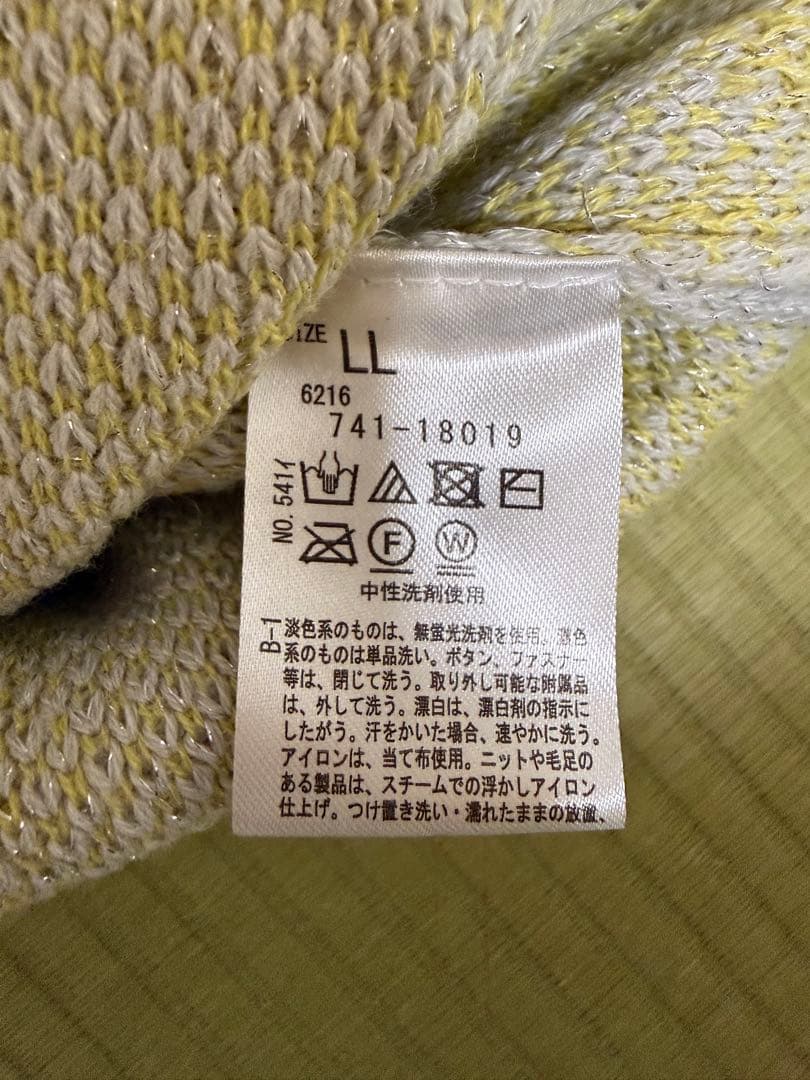 SIZE LL
6216
741-18019
NO. 5411
F W
中性洗剤使用
B-1
淡色系のものは、無蛍光洗剤を使用。濃色
系のものは単品洗い。ボタン、ファスナー
等は、閉じて洗う。取り外し可能な附属品
は、外して洗う。漂白は、漂白剤の指示に
したがう。汗をかいた場合、速やかに洗う。
アイロンは、当て布使用。ニットや毛足の
ある製品は、スチームでの浮かしアイロン
仕上げ。つけ置き洗い・濡れたままの放置、